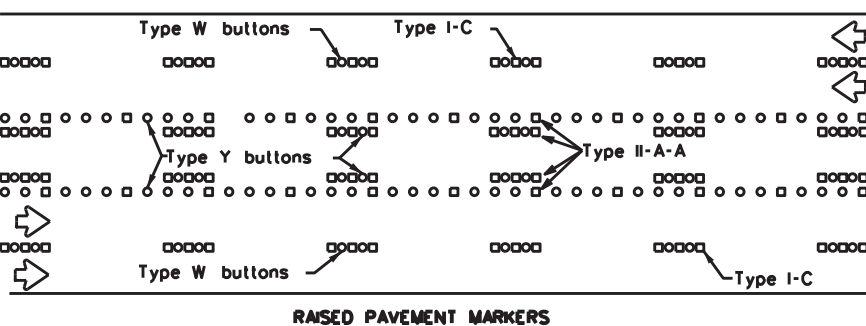 Type W buttons
Type I-C
Type Y buttons
Type II-A-A
Type W buttons
Type I-C
RAISED PAVEMENT MARKERS